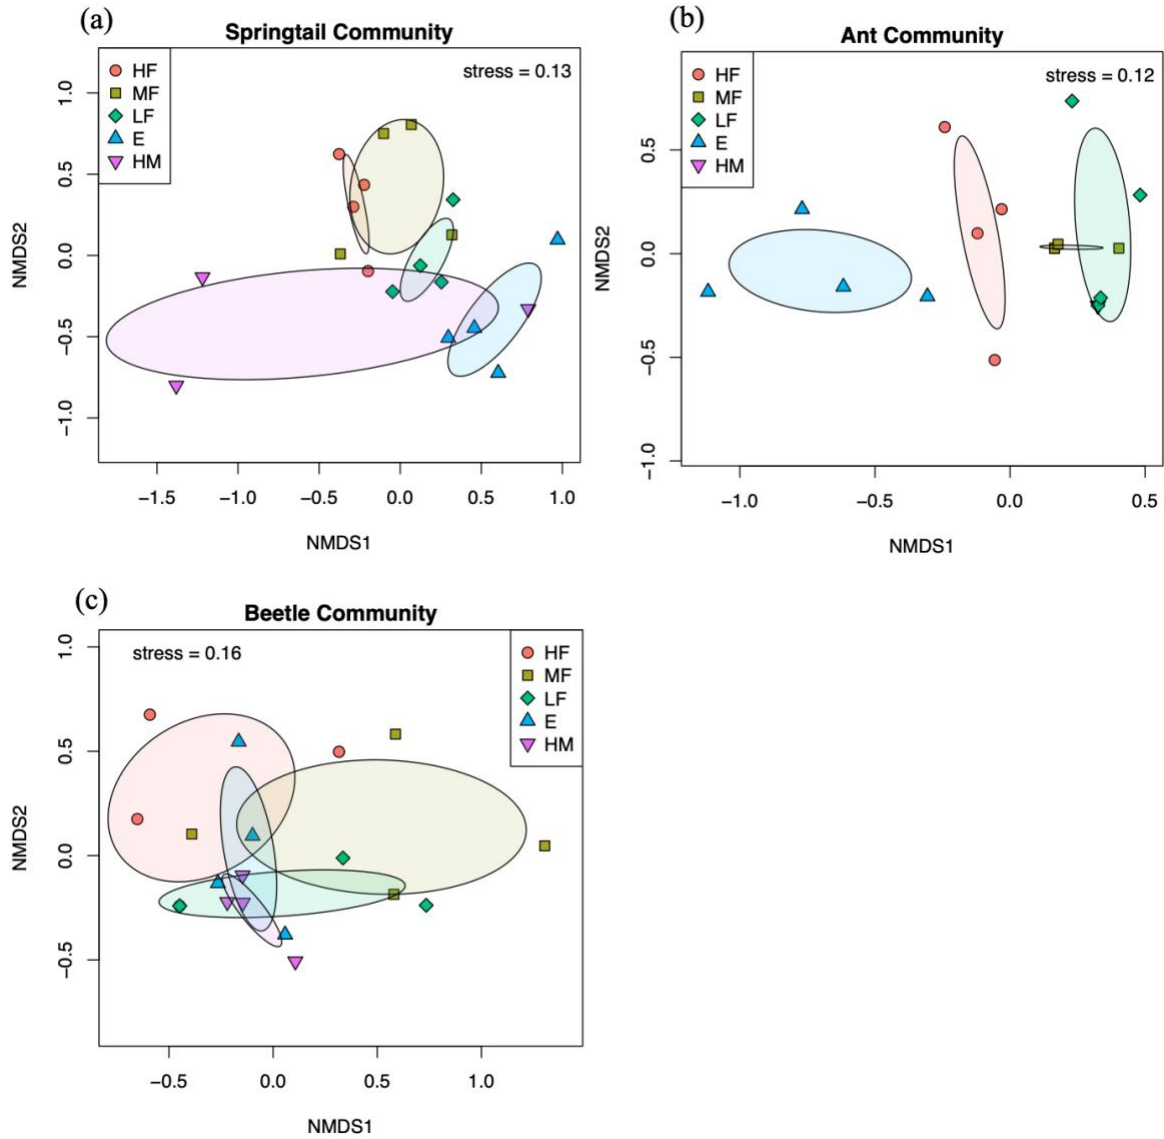 (a)
Springtail Community
HF
MF
LF
E
HM
stress = 0.13
1.0
0.5
0.0
−0.5
−1.0
NMDS2
−1.5 −1.0 −0.5 0.0 0.5 1.0
NMDS1
(b)
Ant Community
HF
MF
LF
E
HM
stress = 0.12
0.5
0.0
−0.5
−1.0
NMDS2
−1.0 −0.5 0.0 0.5
NMDS1
(c)
Beetle Community
stress = 0.16
HF
MF
LF
E
HM
1.0
0.5
0.0
−0.5
NMDS2
−0.5 0.0 0.5 1.0
NMDS1